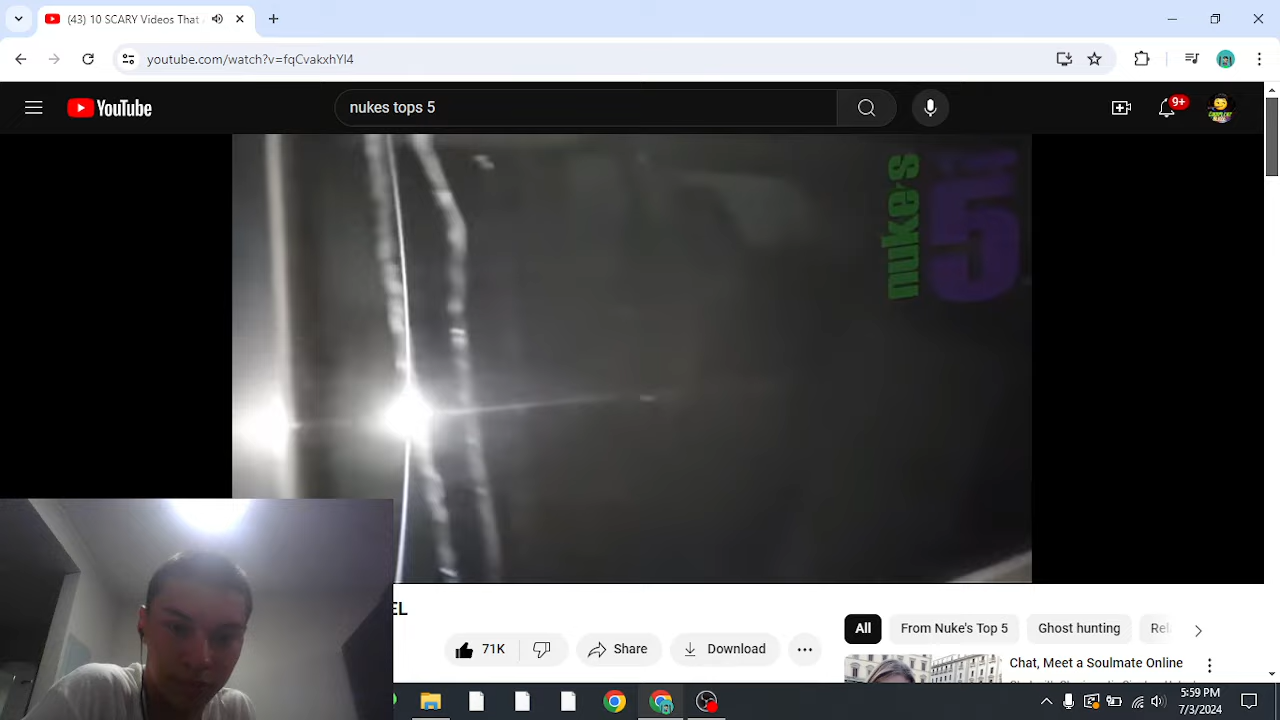 (43) 10 SCARY Videos That
youtube.com/watch?v=fqCvakxhYI4
YouTube
nukes tops 5
9+
nuke's
5
EL
71K
Share
Download
All
From Nuke's Top 5
Ghost hunting
Chat, Meet a Soulmate Online
5:59 PM
7/3/2024